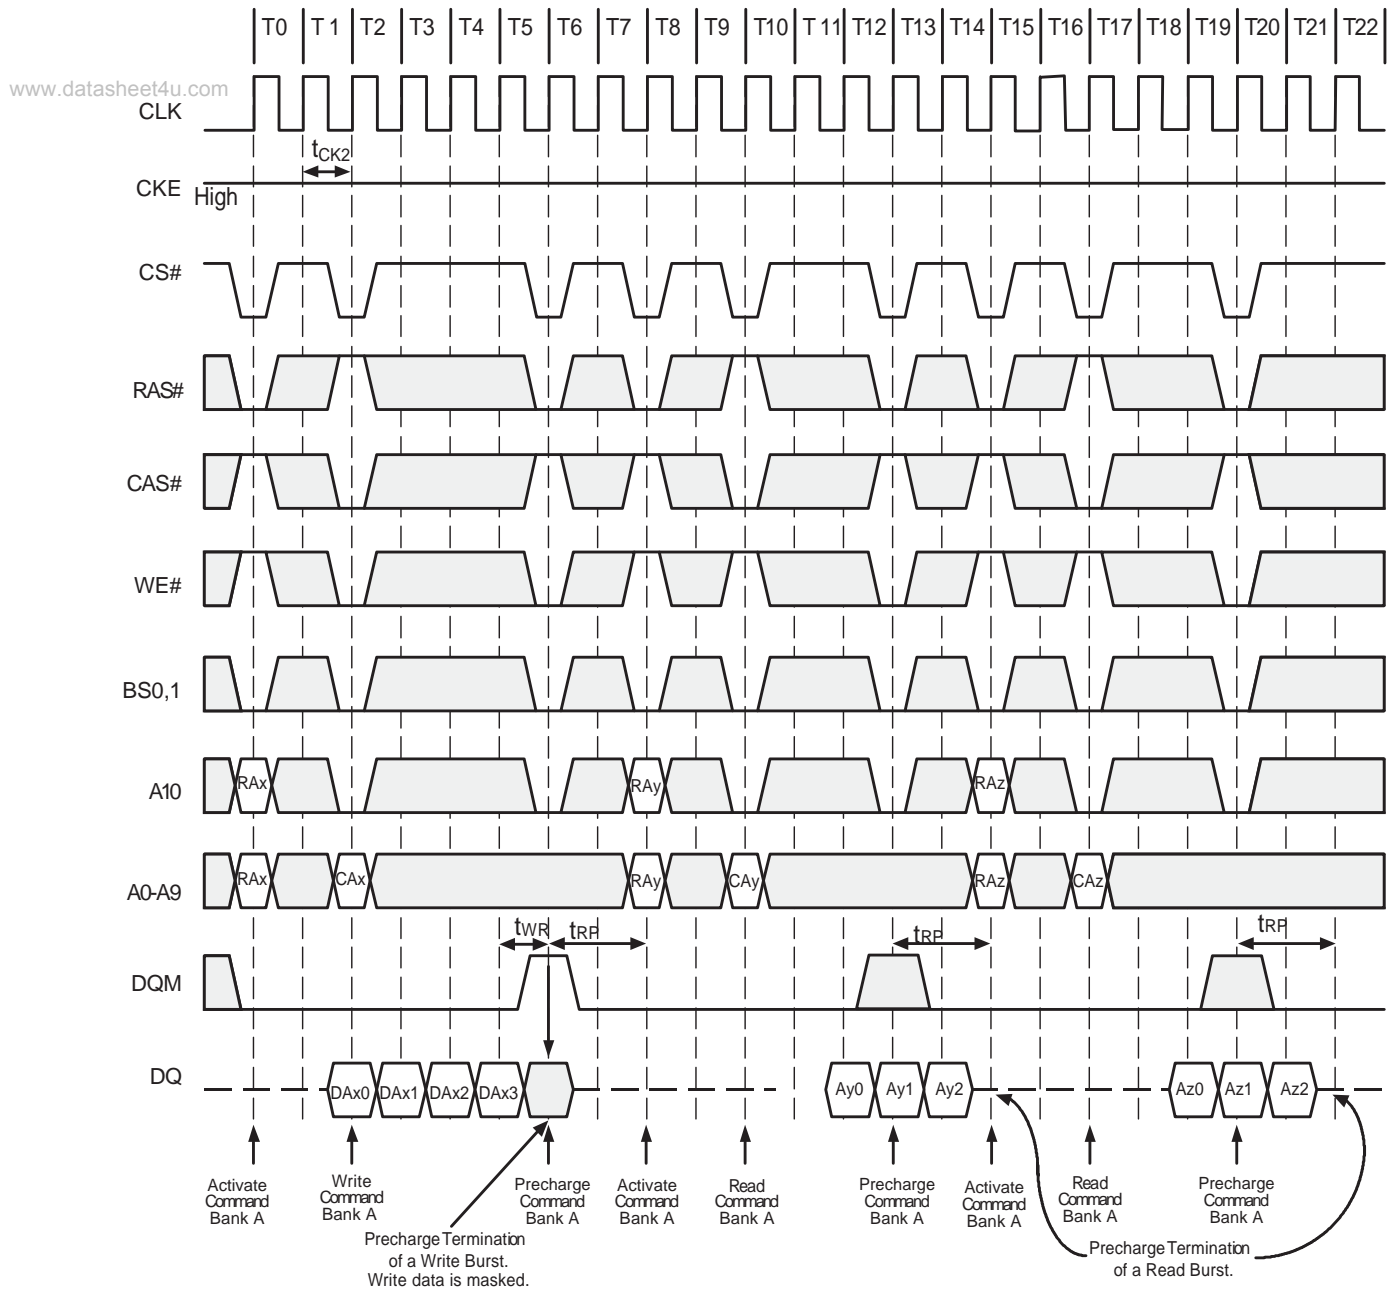 T0 T 1 T2 T3 T4 T5 T6 T7 T8 T9 T10 T 11 T12 T13 T14 T15 T16 T17 T18 T19 T20 T21 T22
www.datasheet4u.com
CLK
tCK2
CKE High
CS#
RAS#
CAS#
WE#
BS0,1
A10 RAx RAy RAz
A0-A9 RAx CAx RAy CAy RAz CAz
tWR tRP tRP tRP
DQM
DQ DAx0 DAx1 DAx2 DAx3 Ay0 Ay1 Ay2 Az0 Az1 Az2
Activate
Command
Bank A
Write
Command
Bank A
Precharge
Command
Bank A
Activate
Command
Bank A
Read
Command
Bank A
Precharge
Command
Bank A
Activate
Command
Bank A
Read
Command
Bank A
Precharge
Command
Bank A
Precharge Termination
of a Write Burst.
Write data is masked.
Precharge Termination
of a Read Burst.